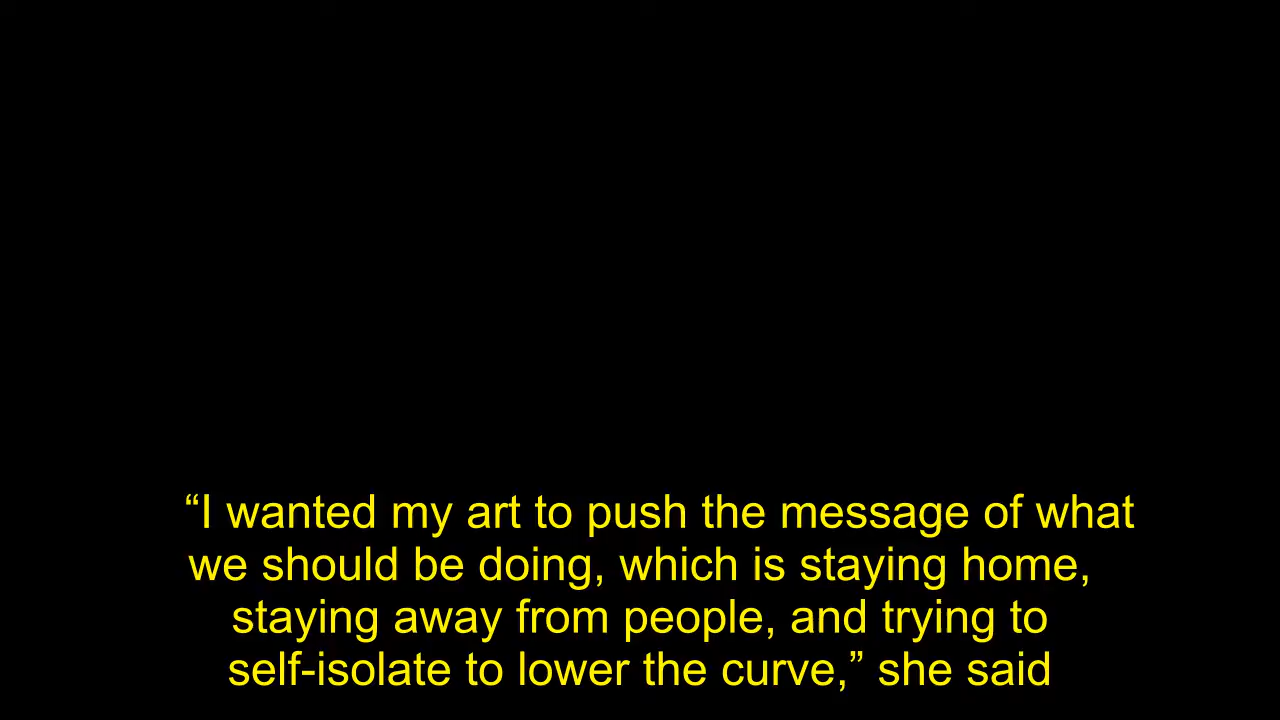 “I wanted my art to push the message of what
we should be doing, which is staying home,
staying away from people, and trying to
self-isolate to lower the curve,” she said